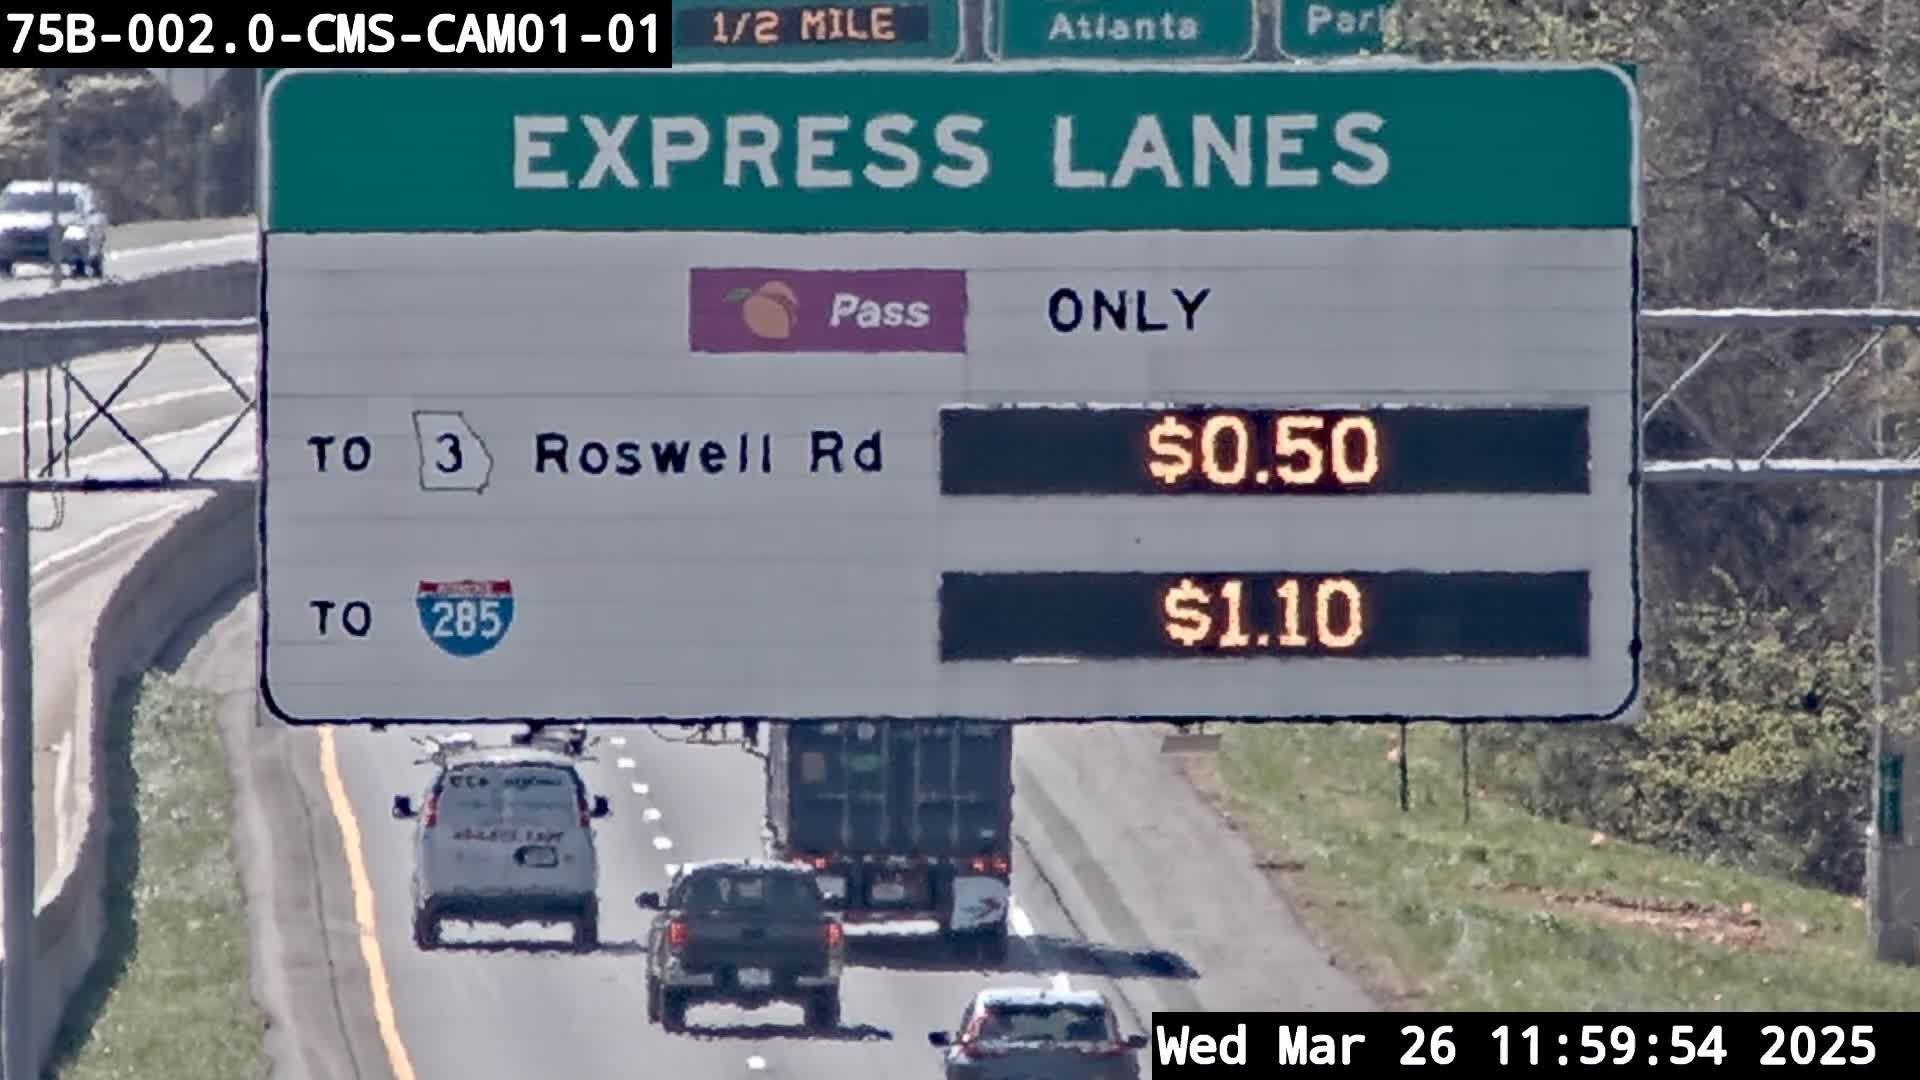 75B-002.0-CMS-CAM01-01
1/2 MILE
Atlanta
EXPRESS LANES
Pass ONLY
TO 3 Roswell Rd $0.50
TO 285 $1.10
Wed Mar 26 11:59:54 2025